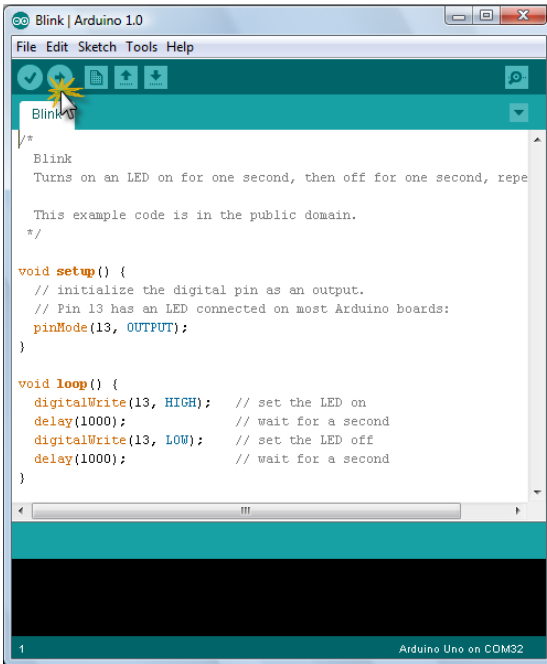 Blink | Arduino 1.0
File Edit Sketch Tools Help
Blink
/*
  Blink
  Turns on an LED on for one second, then off for one second, repe

  This example code is in the public domain.
 */

void setup() {
  // initialize the digital pin as an output.
  // Pin 13 has an LED connected on most Arduino boards:
  pinMode(13, OUTPUT);
}

void loop() {
  digitalWrite(13, HIGH);   // set the LED on
  delay(1000);              // wait for a second
  digitalWrite(13, LOW);    // set the LED off
  delay(1000);              // wait for a second
}
1 Arduino Uno on COM32